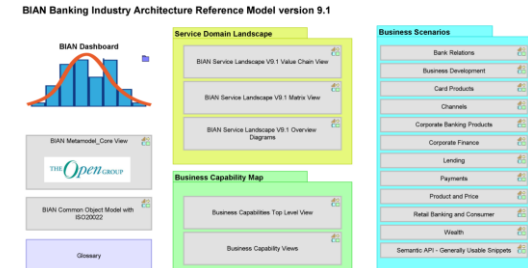 BIAN Banking Industry Architecture Reference Model version 9.1
BIAN Dashboard
BIAN Metamodel_Core View
THE Open GROUP
BIAN Common Object Model with
ISO20022
Glossary
Service Domain Landscape
BIAN Service Landscape V9.1 Value Chain View
BIAN Service Landscape V9.1 Matrix View
BIAN Service Landscape V9.1 Overview
Diagrams
Business Capability Map
Business Capabilities Top Level View
Business Capability Views
Business Scenarios
Bank Relations
Business Development
Card Products
Channels
Corporate Banking Products
Corporate Finance
Lending
Payments
Product and Price
Retail Banking and Consumer
Wealth
Semantic API - Generally Usable Snippets